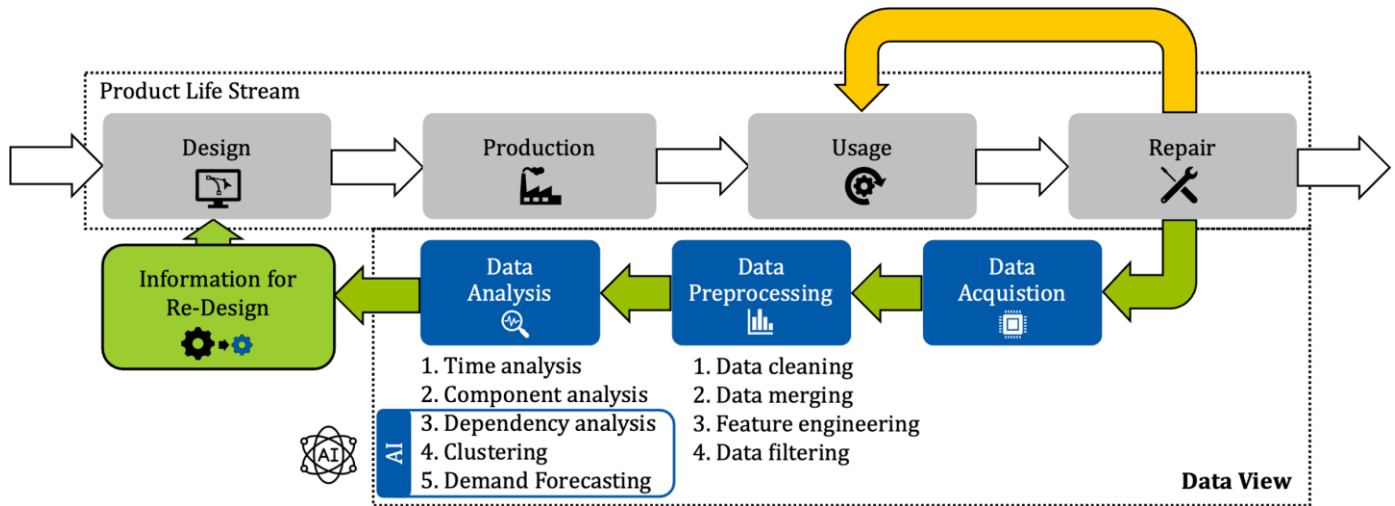 Product Life Stream
Design
Production
Usage
Repair
Information for
Re-Design
Data
Analysis
Data
Preprocessing
Data
Acquistion
1. Time analysis
2. Component analysis
3. Dependency analysis
4. Clustering
5. Demand Forecasting
AI
AI
1. Data cleaning
2. Data merging
3. Feature engineering
4. Data filtering
Data View